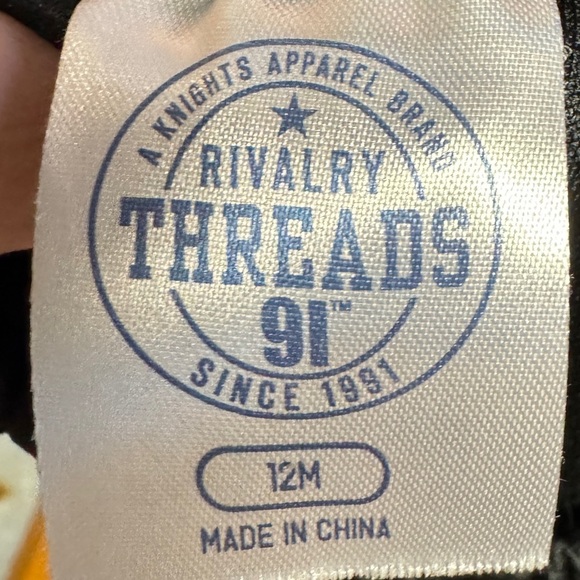 A KNIGHTS APPAREL BRAND
RIVALRY
THREADS
91™
SINCE 1991
12M
MADE IN CHINA